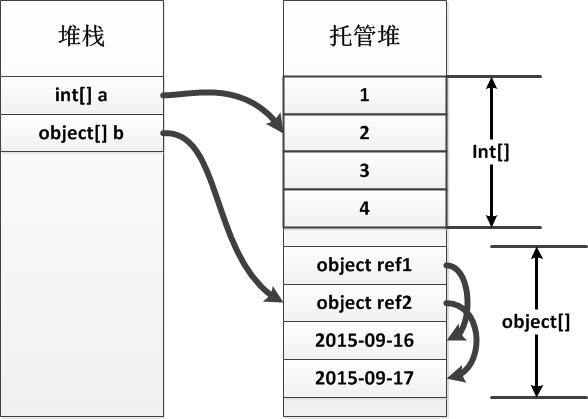 堆栈
托管堆
int[] a
object[] b
1
2
3
4
Int[]
object ref1
object ref2
2015-09-16
2015-09-17
object[]